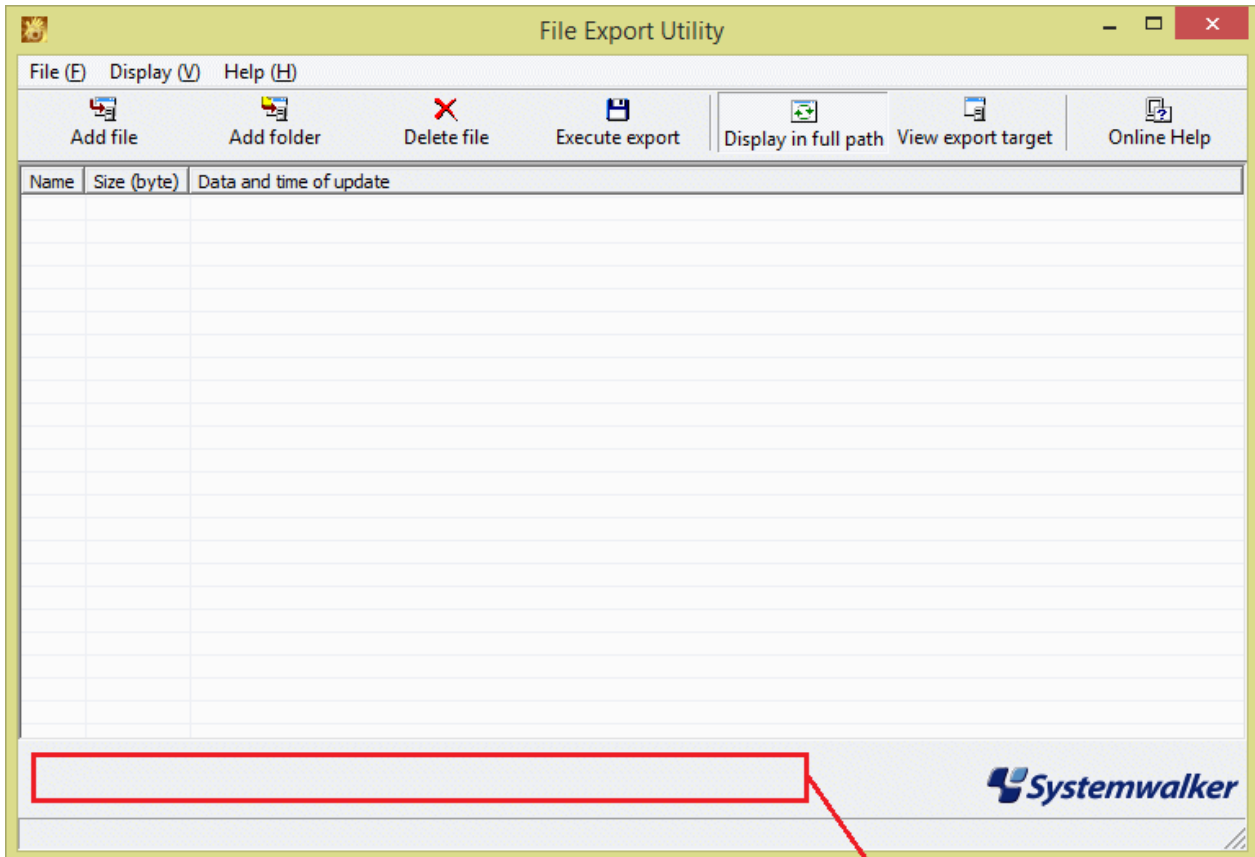 File Export Utility
File (F) Display (V) Help (H)
Add file Add folder Delete file Execute export Display in full path View export target Online Help
Name Size (byte) Data and time of update
Systemwalker